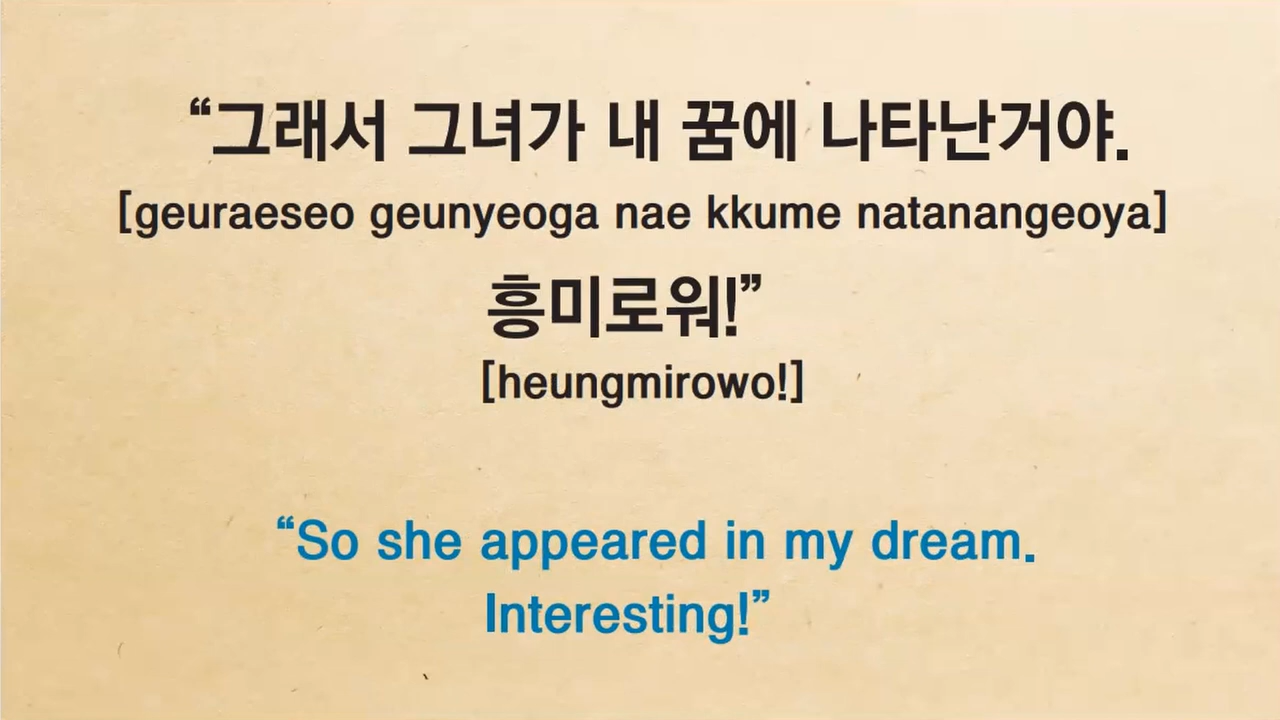 “그래서 그녀가 내 꿈에 나타난거야.
[geuraeseo geunyeoga nae kkume natanangeoya]
흥미로워!”
[heungmirowo!]
“So she appeared in my dream.
Interesting!”